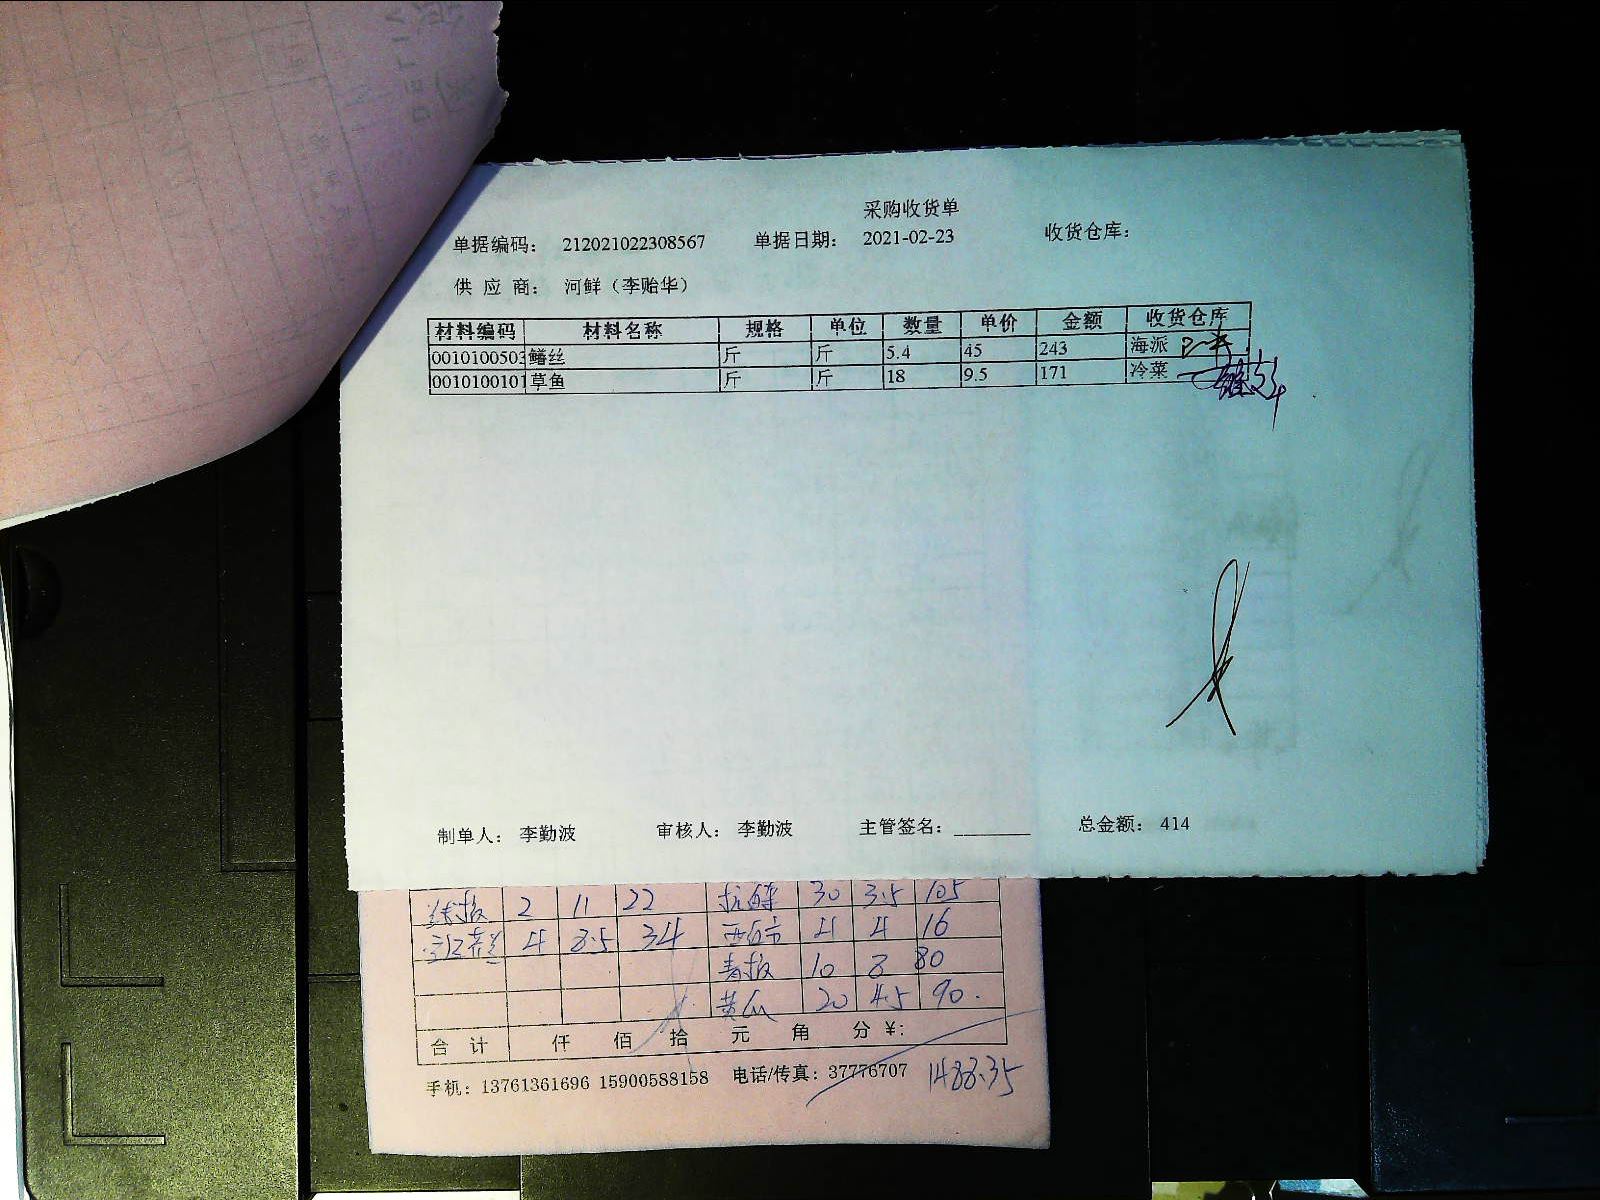 采购收货单
单据编码： 212021022308567 单据日期： 2021-02-23 收货仓库：
供 应 商： 河鲜（李贻华）
材料编码 材料名称 规格 单位 数量 单价 金额 收货仓库
0010100503 鳝丝 斤 斤 5.4 45 243 海派
0010100101 草鱼 斤 斤 18 9.5 171 冷菜
制单人： 李勤波 审核人： 李勤波 主管签名： 总金额： 414
2 11 22 30 3.5 105
4 8.5 34 4 4 16
青椒 10 8 80
黄瓜 20 4.5 90.
合 计 仟 佰 拾 元 角 分 ¥:
手机：13761361696 15900588158 电话/传真：37776707 1488.35